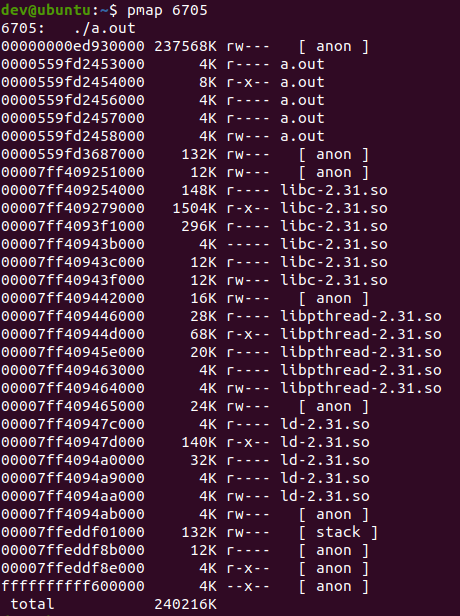 dev@ubuntu:~$ pmap 6705
6705:   ./a.out
00000000ed930000 237568K rw---   [ anon ]
0000559fd2453000      4K r---- a.out
0000559fd2454000      8K r-x-- a.out
0000559fd2456000      4K r---- a.out
0000559fd2457000      4K r---- a.out
0000559fd2458000      4K rw--- a.out
0000559fd3687000    132K rw---   [ anon ]
00007ff409251000     12K rw---   [ anon ]
00007ff409254000    148K r---- libc-2.31.so
00007ff409279000   1504K r-x-- libc-2.31.so
00007ff4093f1000    296K r---- libc-2.31.so
00007ff40943b000      4K ----- libc-2.31.so
00007ff40943c000     12K r---- libc-2.31.so
00007ff40943f000     12K rw--- libc-2.31.so
00007ff409442000     16K rw---   [ anon ]
00007ff409446000     28K r---- libpthread-2.31.so
00007ff40944d000     68K r-x-- libpthread-2.31.so
00007ff40945e000     20K r---- libpthread-2.31.so
00007ff409463000      4K r---- libpthread-2.31.so
00007ff409464000      4K rw--- libpthread-2.31.so
00007ff409465000     24K rw---   [ anon ]
00007ff40947c000      4K r---- ld-2.31.so
00007ff40947d000    140K r-x-- ld-2.31.so
00007ff4094a0000     32K r---- ld-2.31.so
00007ff4094a9000      4K r---- ld-2.31.so
00007ff4094aa000      4K rw--- ld-2.31.so
00007ff4094ab000      4K rw---   [ anon ]
00007ffeddf01000    132K rw---   [ stack ]
00007ffeddf8b000     12K r----   [ anon ]
00007ffeddf8e000      4K r-x--   [ anon ]
ffffffffff600000      4K --x--   [ anon ]
 total           240216K